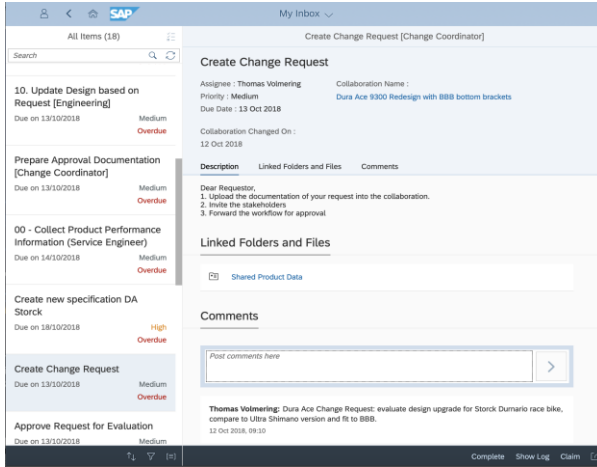 SAP
My Inbox
All Items (18)
Create Change Request [Change Coordinator]
Search
10. Update Design based on
Request [Engineering]
Due on 13/10/2018 Medium
Overdue
Prepare Approval Documentation
[Change Coordinator]
Due on 13/10/2018 Medium
Overdue
00 - Collect Product Performance
Information (Service Engineer)
Due on 14/10/2018 Medium
Overdue
Create new specification DA
Storck
Due on 18/10/2018 High
Overdue
Create Change Request
Due on 13/10/2018 Medium
Overdue
Approve Request for Evaluation
Due on 13/10/2018 Medium
Create Change Request
Assignee : Thomas Volmering Collaboration Name :
Priority : Medium Dura Ace 9300 Redesign with BBB bottom brackets
Due Date : 13 Oct 2018
Collaboration Changed On :
12 Oct 2018
Description Linked Folders and Files Comments
Dear Requestor,
1. Upload the documentation of your request into the collaboration.
2. Invite the stakeholders
3. Forward the workflow for approval
Linked Folders and Files
Shared Product Data
Comments
Post comments here
Thomas Volmering: Dura Ace Change Request: evaluate design upgrade for Storck Durnario race bike,
compare to Ultra Shimano version and fit to BBB.
12 Oct 2018, 09:10
Complete Show Log Claim